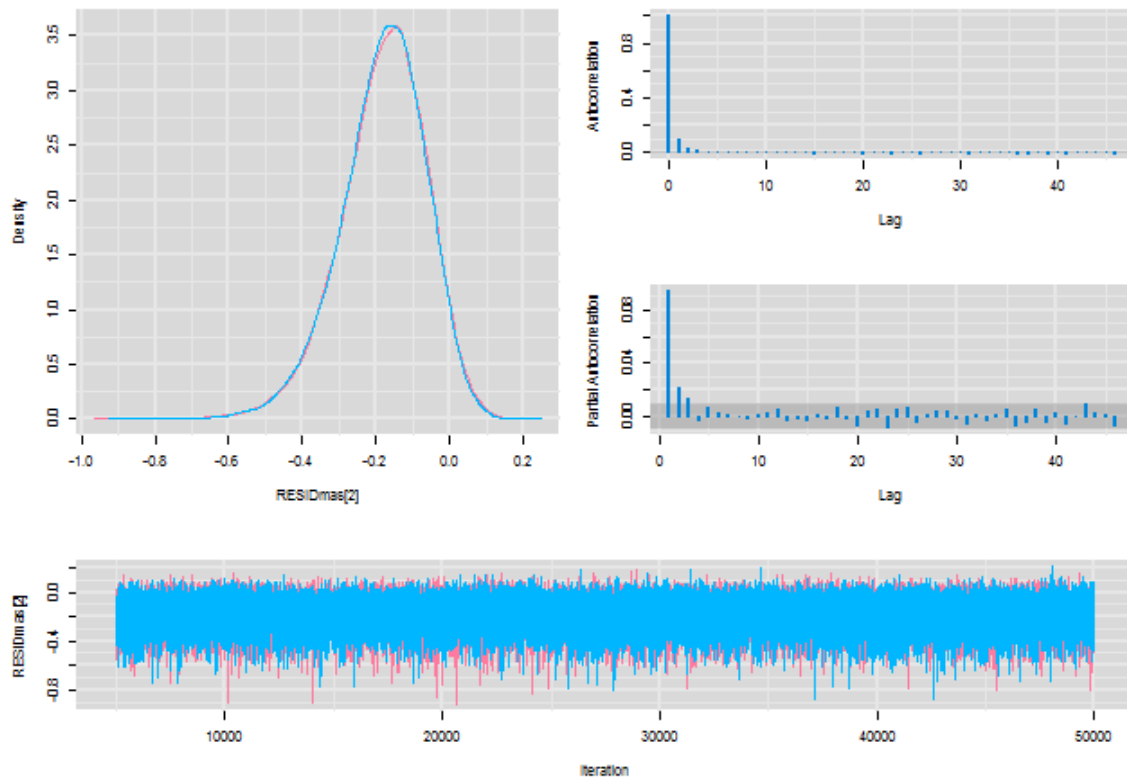 Density
3.5
3.0
2.5
2.0
1.5
1.0
0.5
0.0
-1.0 -0.8 -0.6 -0.4 -0.2 0.0 0.2
RESIDmas[2]
Autocorrelation
0.8
0.4
0.0
0 10 20 30 40
Lag
Partial Autocorrelation
0.08
0.04
0.00
0 10 20 30 40
Lag
RESIDmas[2]
0.0
-0.4
-0.8
10000 20000 30000 40000 50000
Iteration